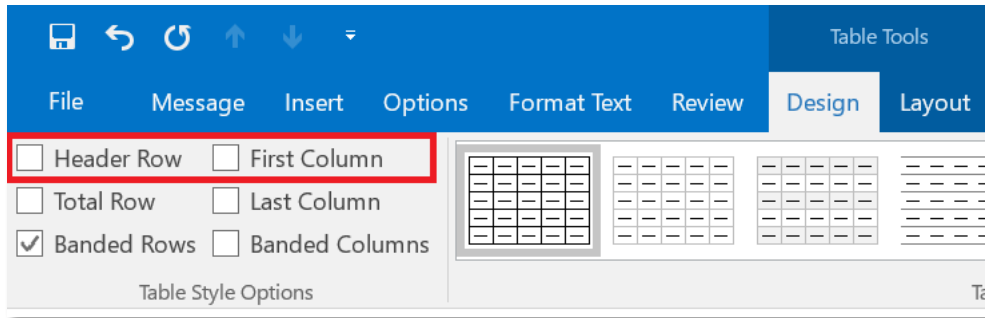 Table Tools
File Message Insert Options Format Text Review Design Layout
Header Row First Column
Total Row Last Column
Banded Rows Banded Columns
Table Style Options